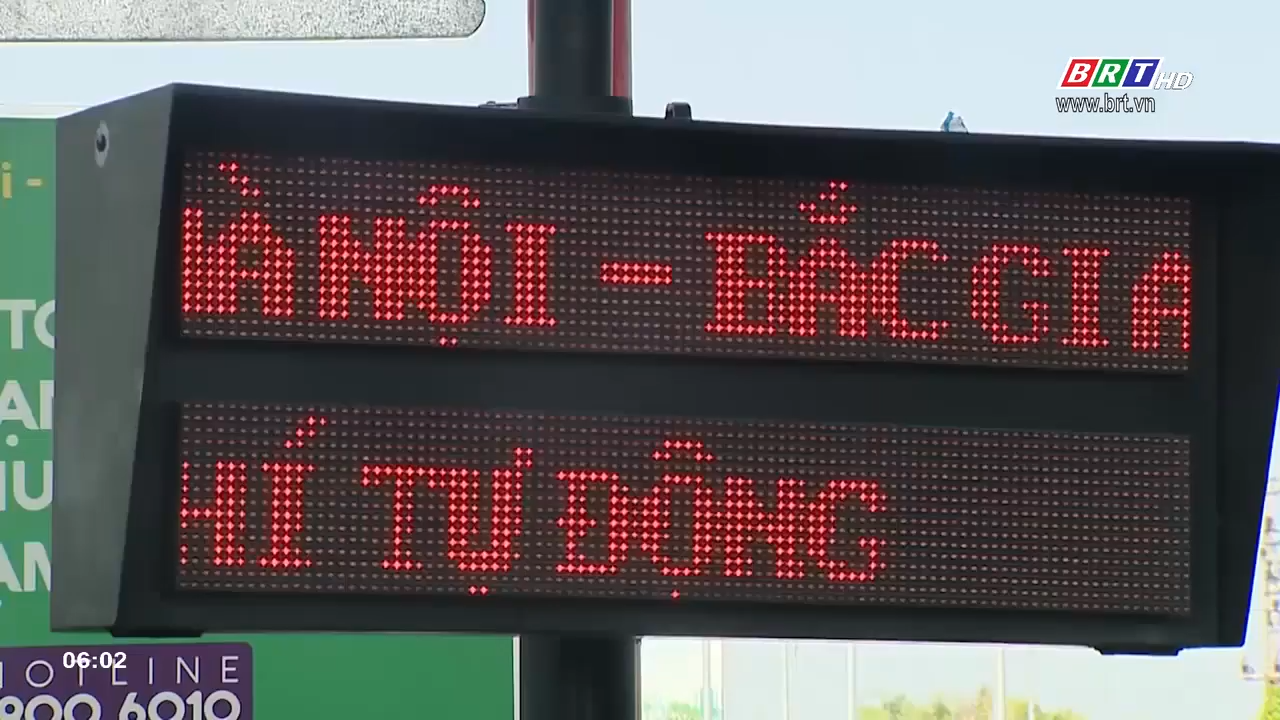 BRT HD
www.brt.vn
HÀ NỘI - BẮC GIA
HÍ TỰ ĐỘNG
06:02
HOTLINE
900 6010